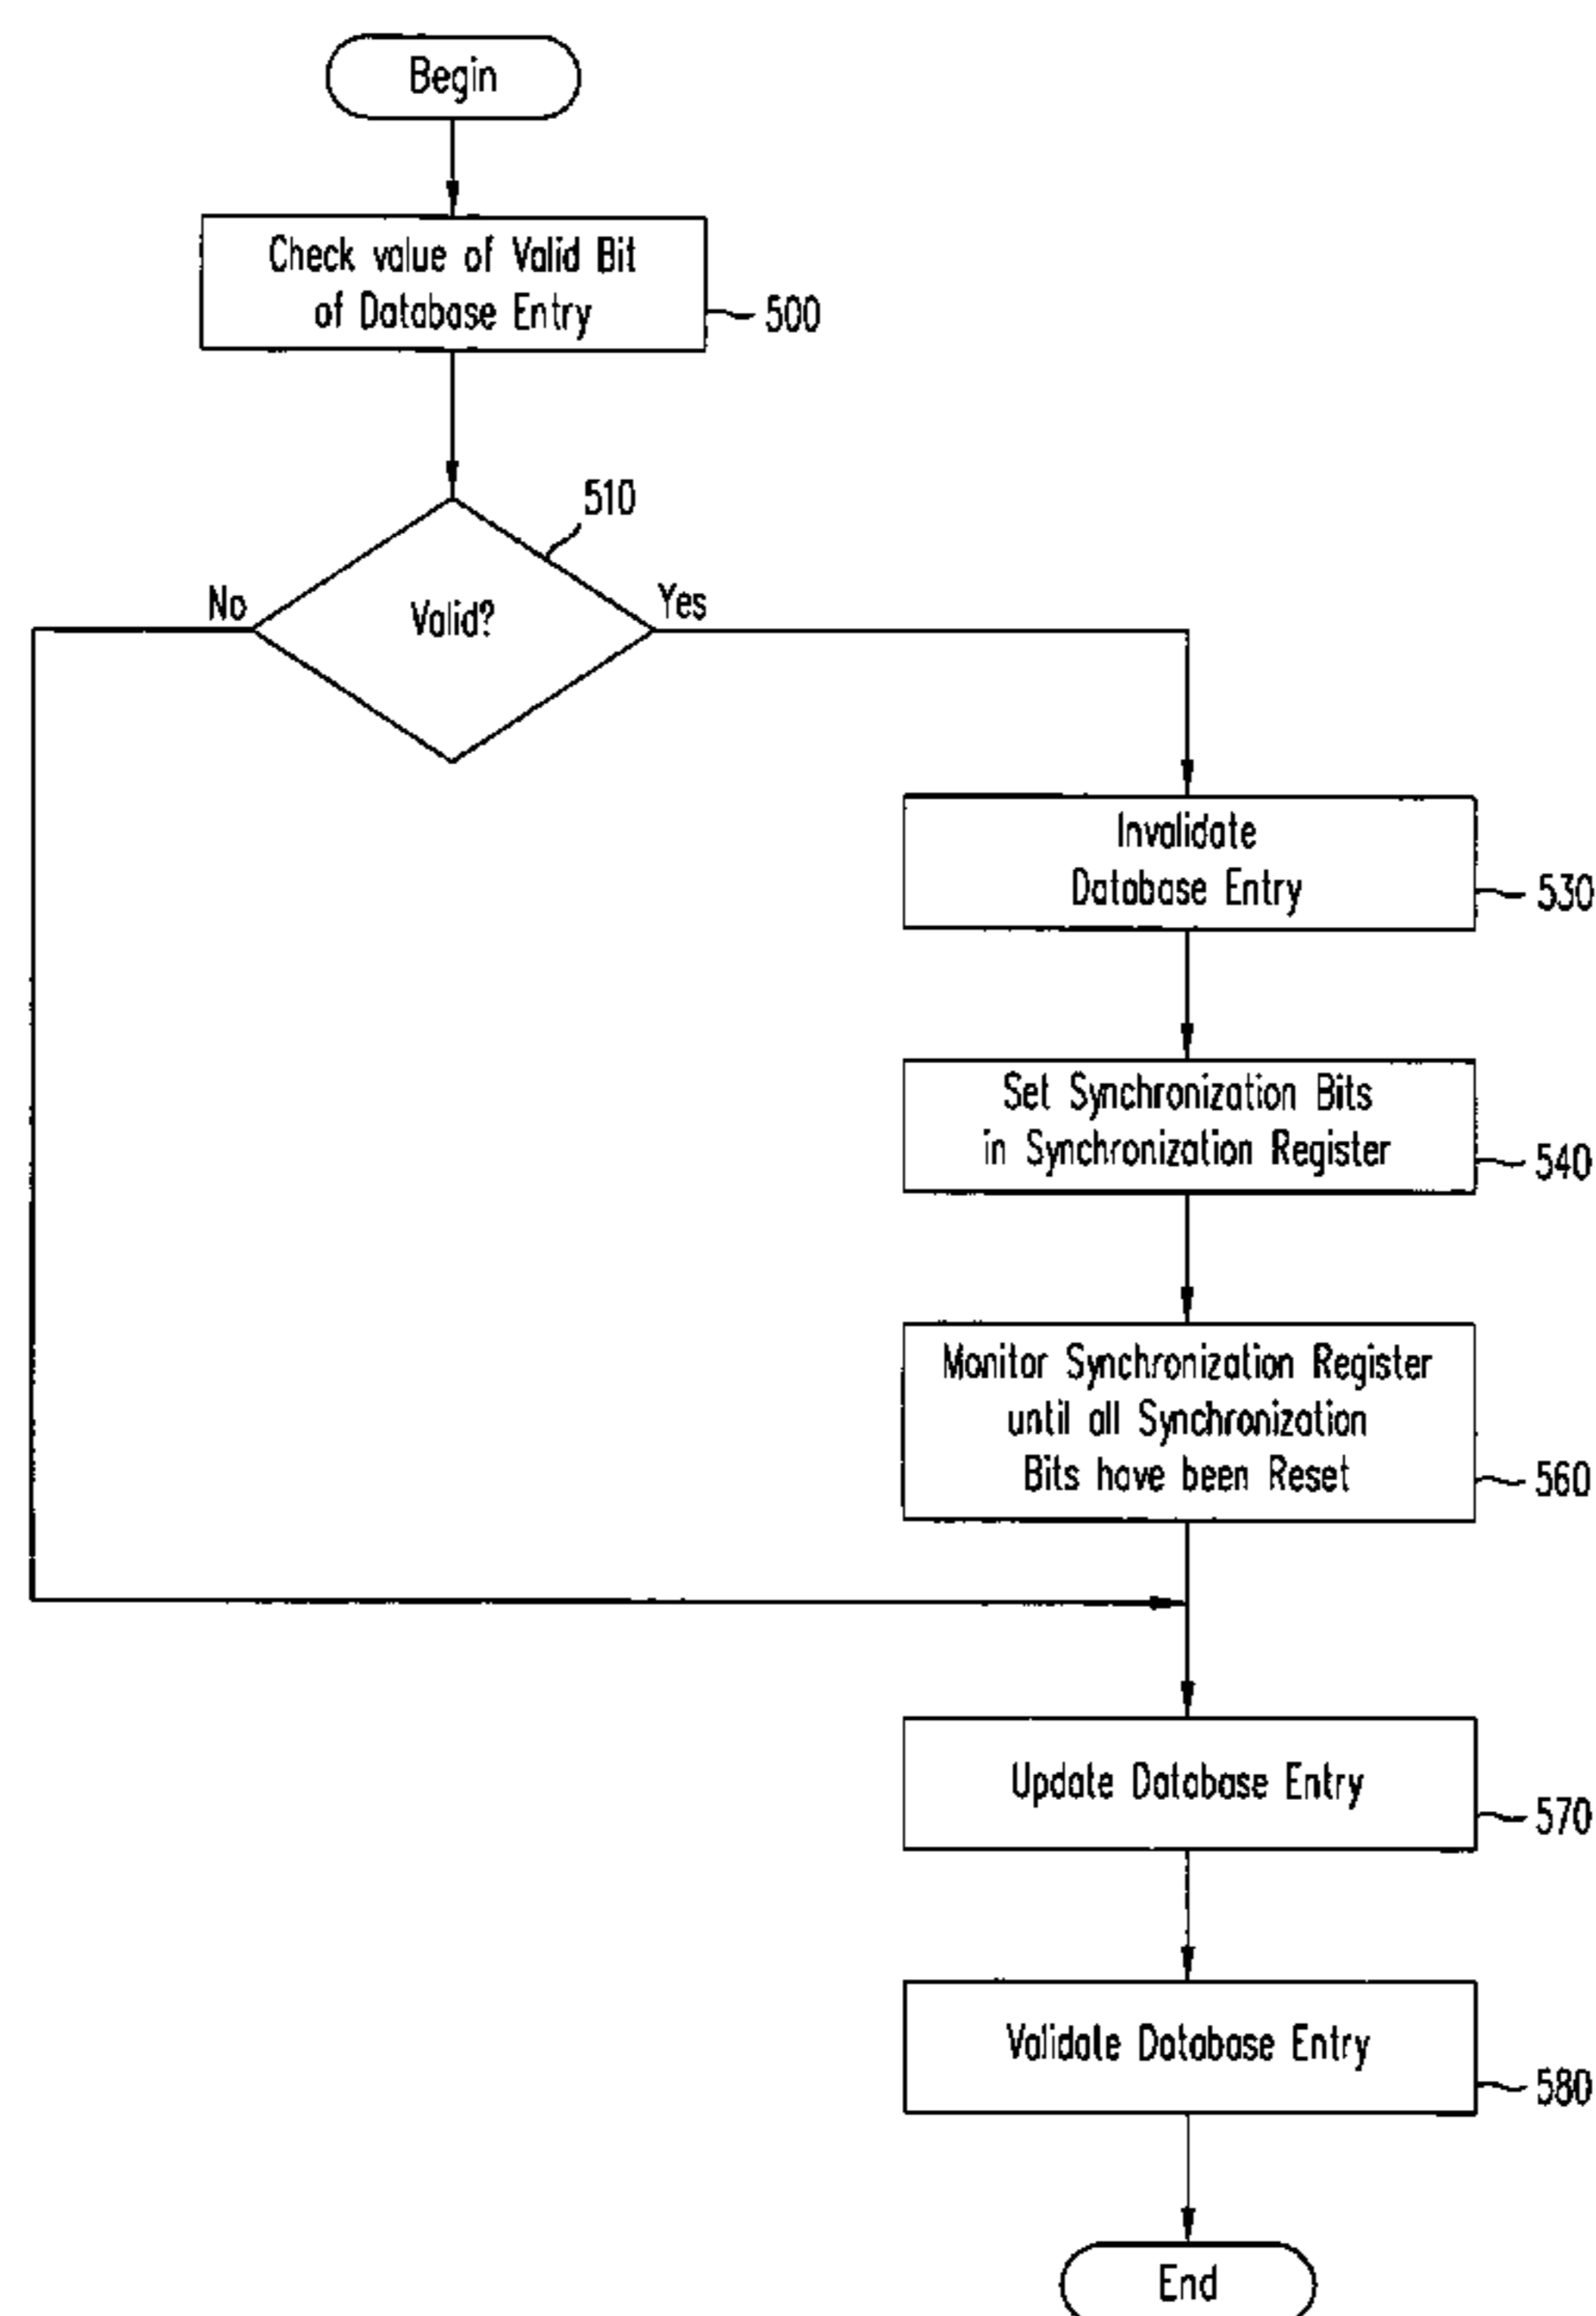 Begin
Check value of Valid Bit
of Database Entry
500
510
No
Valid?
Yes
Invalidate
Database Entry
530
Set Synchronization Bits
in Synchronization Register
540
Monitor Synchronization Register
until all Synchronization
Bits have been Reset
560
Update Database Entry
570
Validate Database Entry
580
End